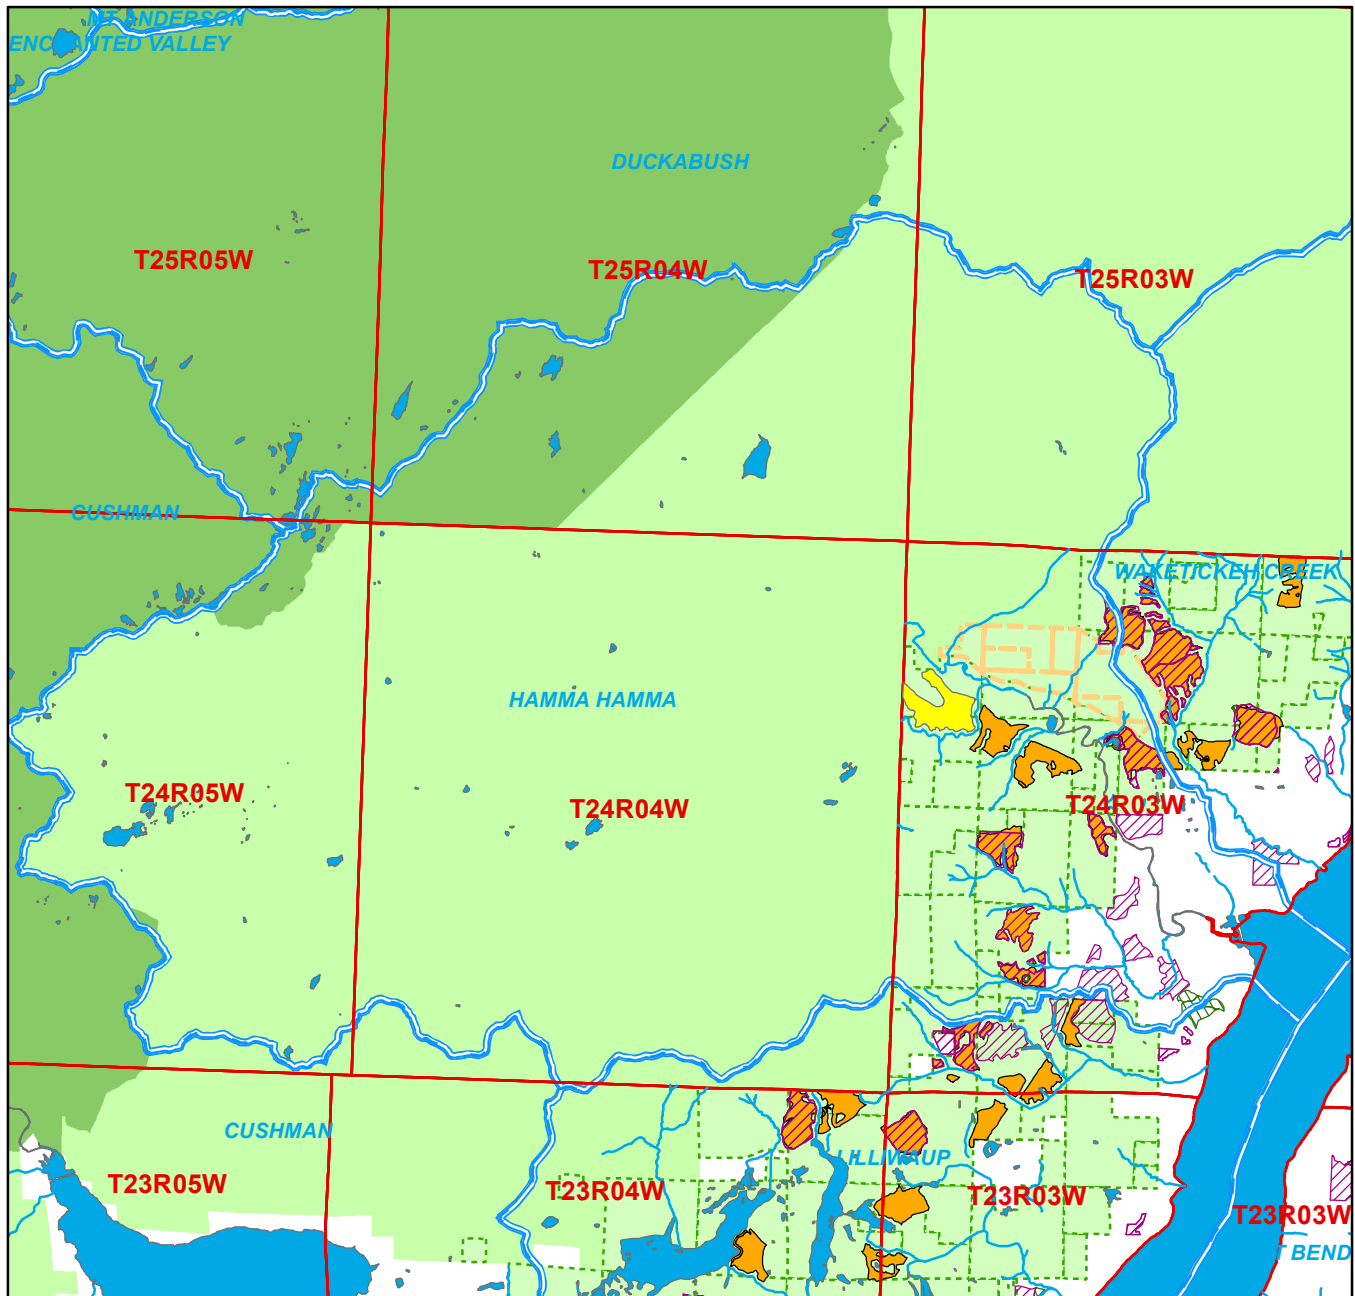 MT ANDERSON
ENCHANTED VALLEY
DUCKABUSH
T25R05W
T25R04W
T25R03W
CUSHMAN
WAKETICKEH CREEK
HAMMA HAMMA
T24R05W
T24R04W
T24R03W
CUSHMAN
LILLIWAUP
T23R05W
T23R04W
T23R03W
T23R03W
T BEND